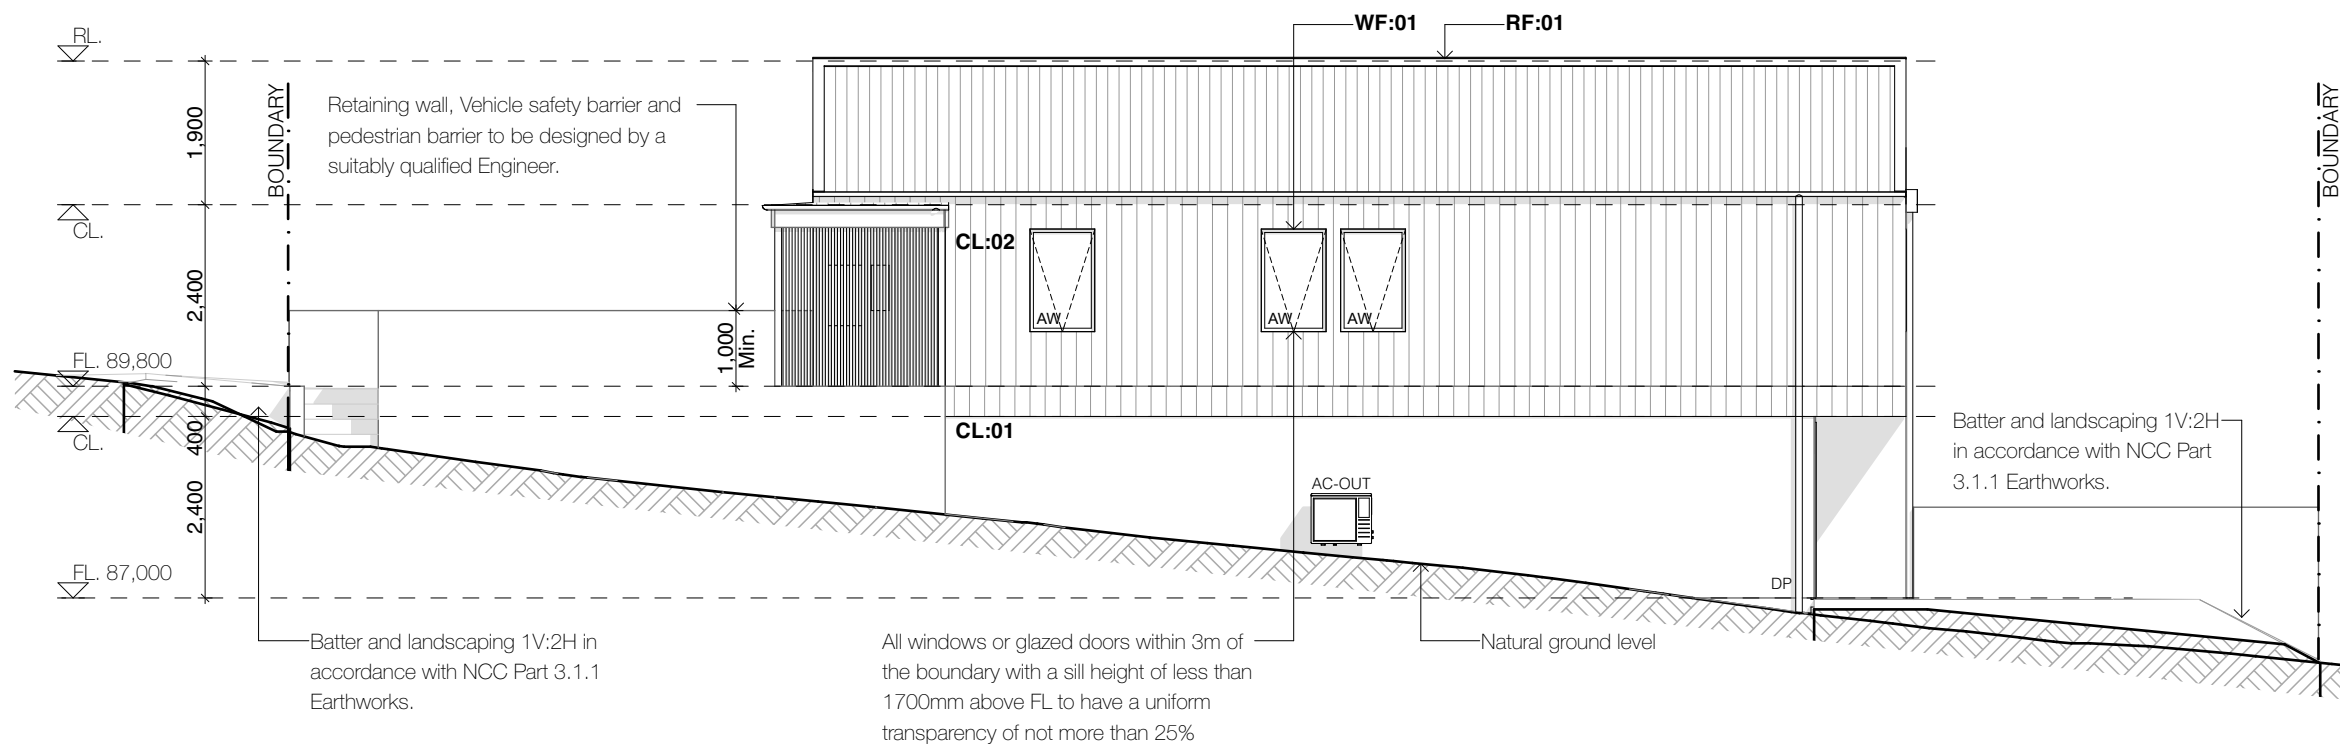 WF:01
RF:01
RL.
1,900
BOUNDARY
Retaining wall, Vehicle safety barrier and
pedestrian barrier to be designed by a
suitably qualified Engineer.
BOUNDARY
CL.
CL:02
2,400
AW
AW
AW
1,000
Min.
FL. 89,800
CL.
400
CL:01
Batter and landscaping 1V:2H
in accordance with NCC Part
3.1.1 Earthworks.
2,400
AC-OUT
FL. 87,000
DP
Batter and landscaping 1V:2H in
accordance with NCC Part 3.1.1
Earthworks.
All windows or glazed doors within 3m of
the boundary with a sill height of less than
1700mm above FL to have a uniform
transparency of not more than 25%
Natural ground level